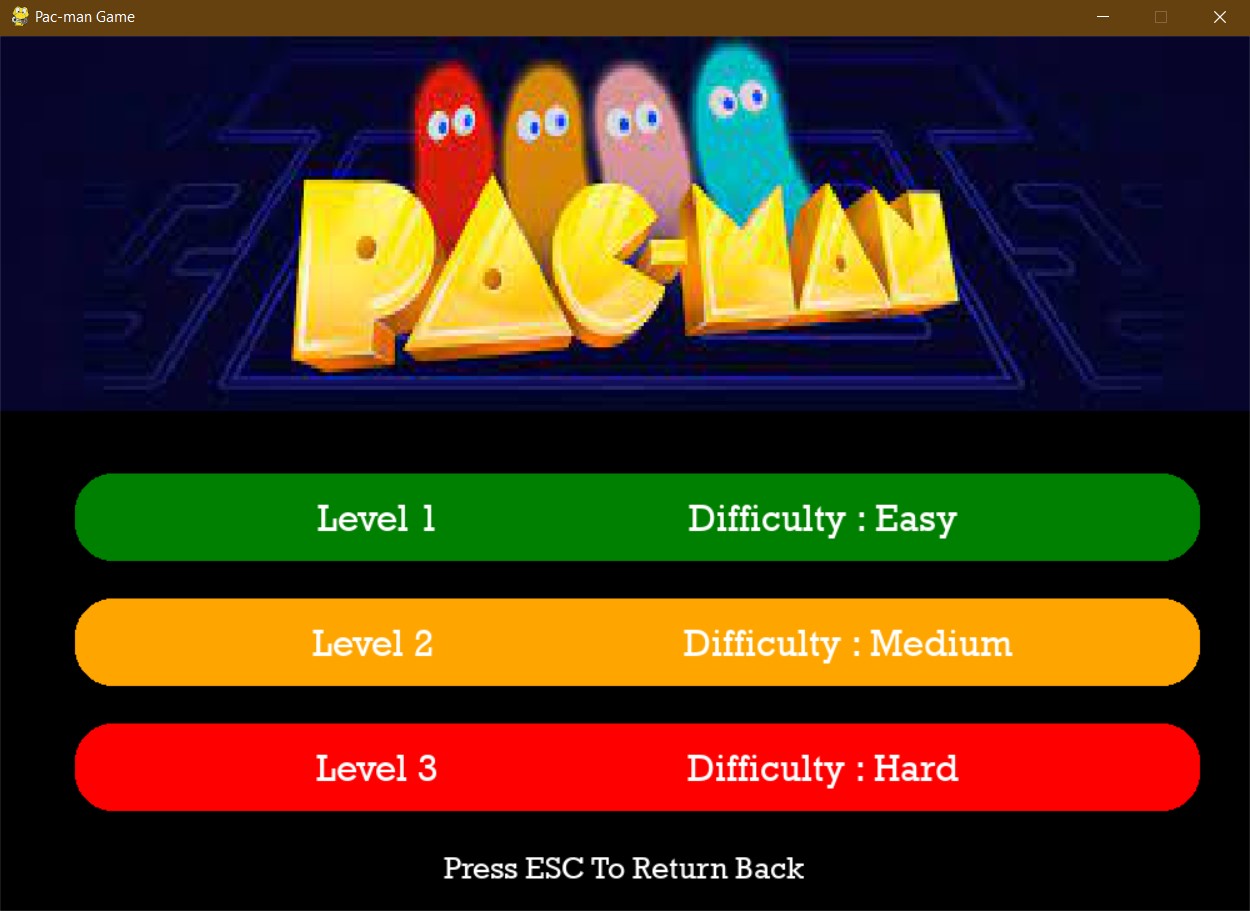 Pac-man Game
PAC-MAN
Level 1 Difficulty : Easy
Level 2 Difficulty : Medium
Level 3 Difficulty : Hard
Press ESC To Return Back